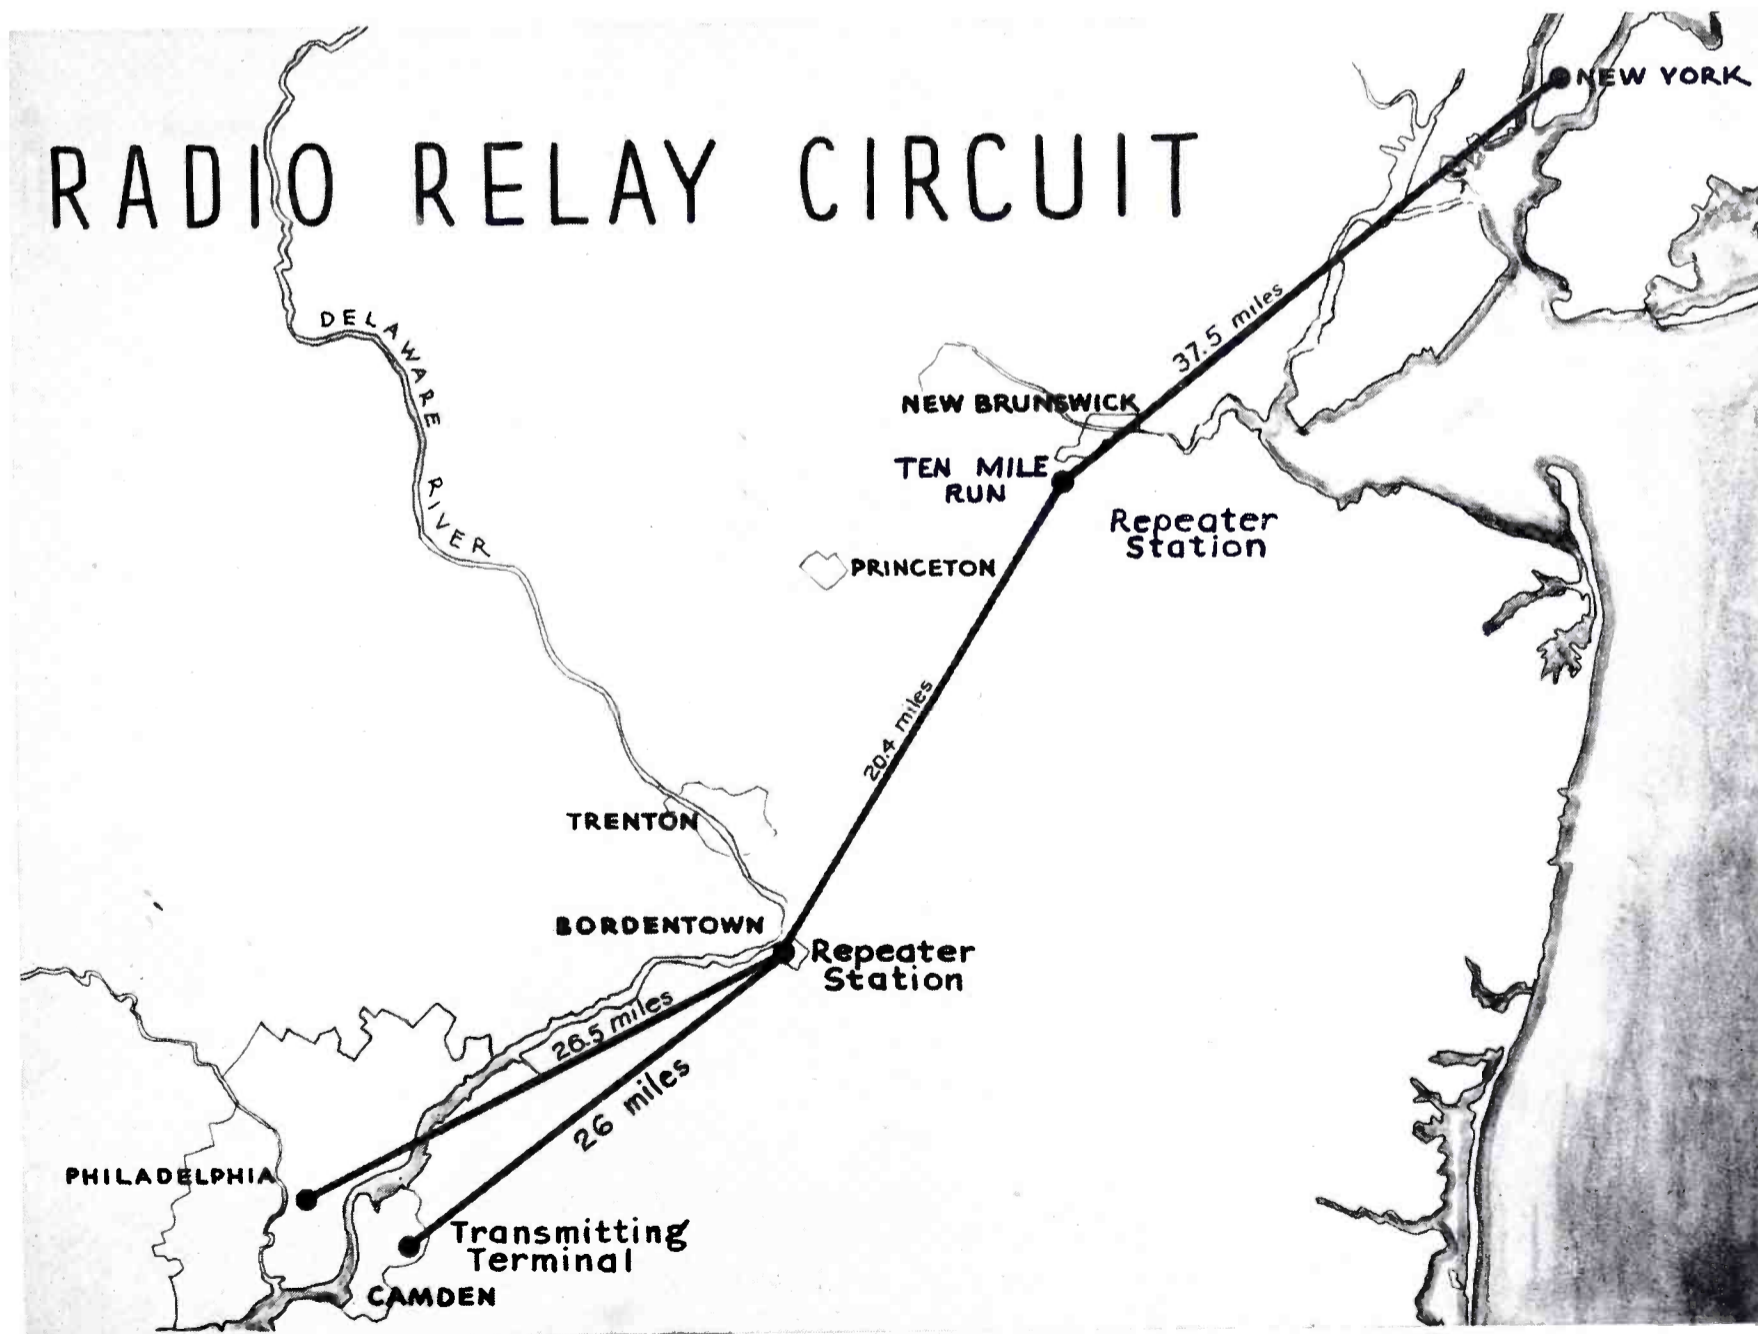 NEW YORK
RADIO RELAY CIRCUIT
DELAWARE RIVER
37.5 miles
NEW BRUNSWICK
TEN MILE
RUN
Repeater
Station
PRINCETON
20.4 miles
TRENTON
BORDENTOWN
Repeater
Station
26.5 miles
26 miles
PHILADELPHIA
Transmitting
Terminal
CAMDEN